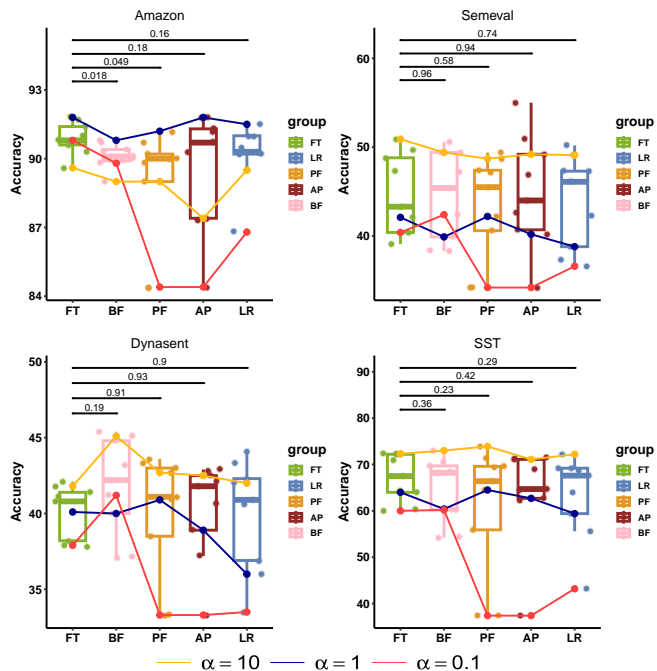 Amazon
Accuracy
91
90
87
84
0.16
0.18
0.049
0.018
FT BF PF AP LR
group
FT
LR
PF
AP
BF
Semeval
Accuracy
60
50
40
0.74
0.94
0.58
0.96
FT BF PF AP LR
group
FT
LR
PF
AP
BF
Dynasent
Accuracy
50
45
40
35
0.9
0.93
0.91
0.19
FT BF PF AP LR
group
FT
LR
PF
AP
BF
SST
Accuracy
90
80
70
60
50
40
0.29
0.42
0.23
0.36
FT BF PF AP LR
group
FT
LR
PF
AP
BF
α = 10 α = 1 α = 0.1